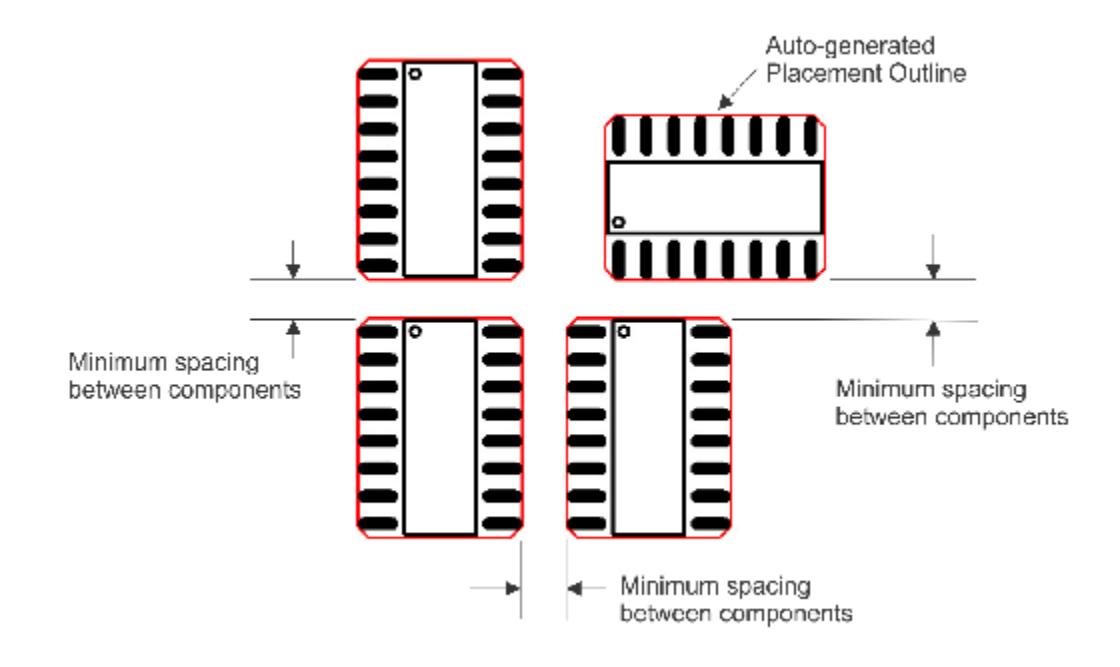 Auto-generated
Placement Outline
Minimum spacing
between components
Minimum spacing
between components
Minimum spacing
between components